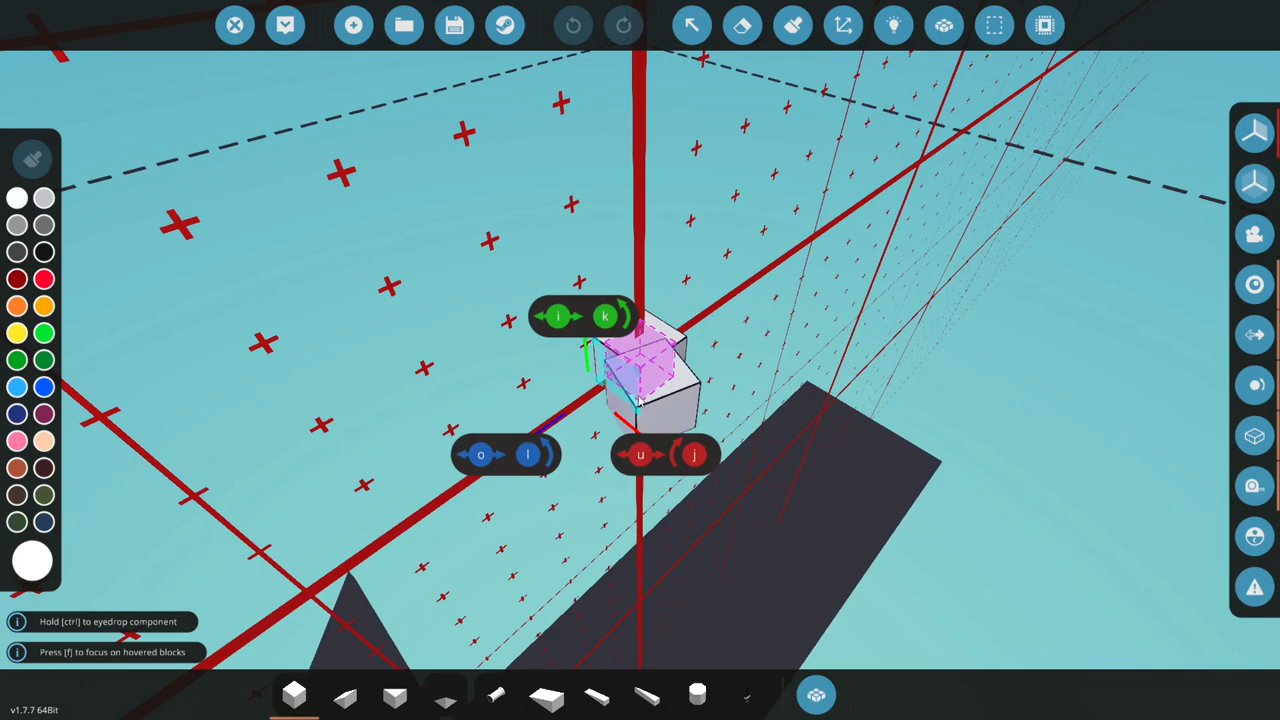 i k
o l
u j
Hold [ctrl] to eyedrop component
Press [f] to focus on hovered blocks
v1.7.7 64Bit